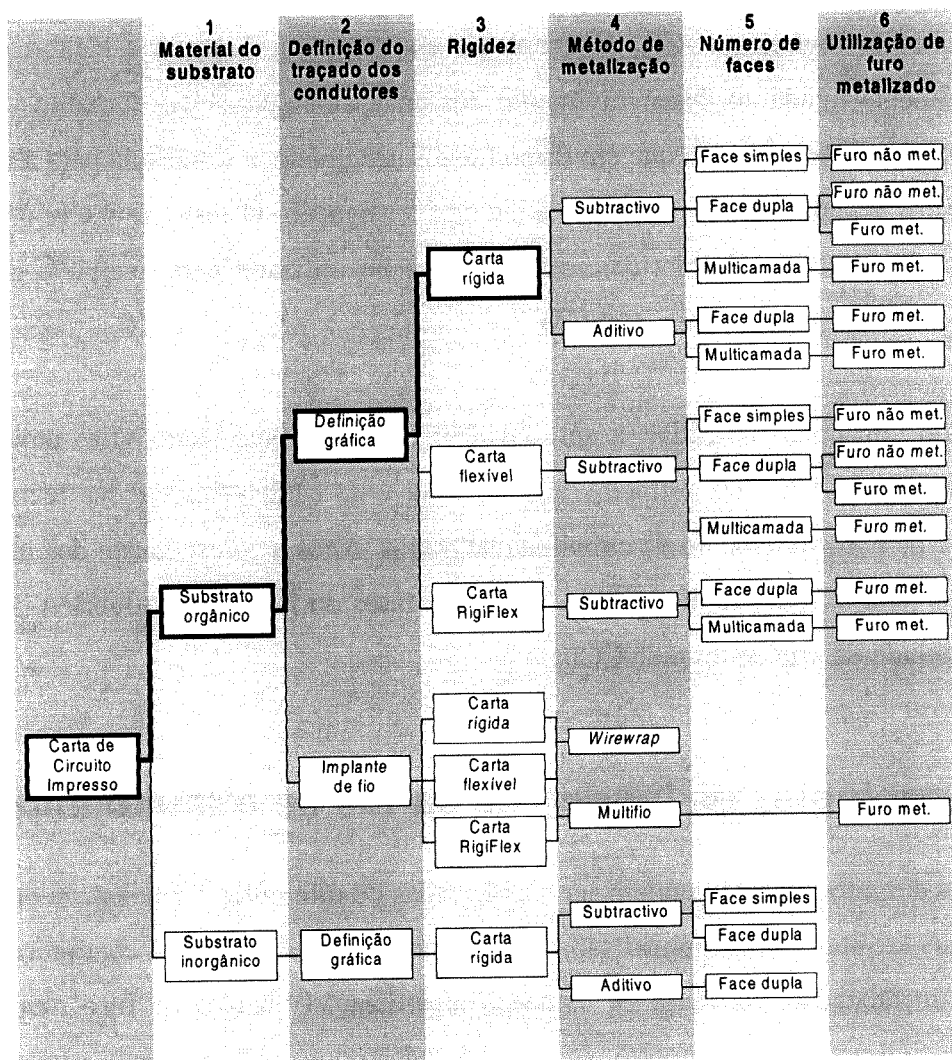 1
Material do
substrato
2
Definição do
traçado dos
condutores
3
Rigidez
4
Método de
metalização
5
Número de
faces
6
Utilização de
furo
metalizado
Carta de
Circuito
Impresso
Substrato
orgânico
Substrato
inorgânico
Definição
gráfica
Implante
de fio
Definição
gráfica
Carta
rígida
Carta
flexível
Carta
RigiFlex
Carta
rígida
Carta
flexível
Carta
RigiFlex
Carta
rígida
Subtractivo
Aditivo
Subtractivo
Subtractivo
Wirewrap
Multifio
Subtractivo
Aditivo
Face simples
Face dupla
Multicamada
Face dupla
Multicamada
Face simples
Face dupla
Multicamada
Face dupla
Multicamada
Face simples
Face dupla
Face dupla
Furo não met.
Furo não met.
Furo met.
Furo met.
Furo met.
Furo met.
Furo não met.
Furo não met.
Furo met.
Furo met.
Furo met.
Furo met.
Furo met.